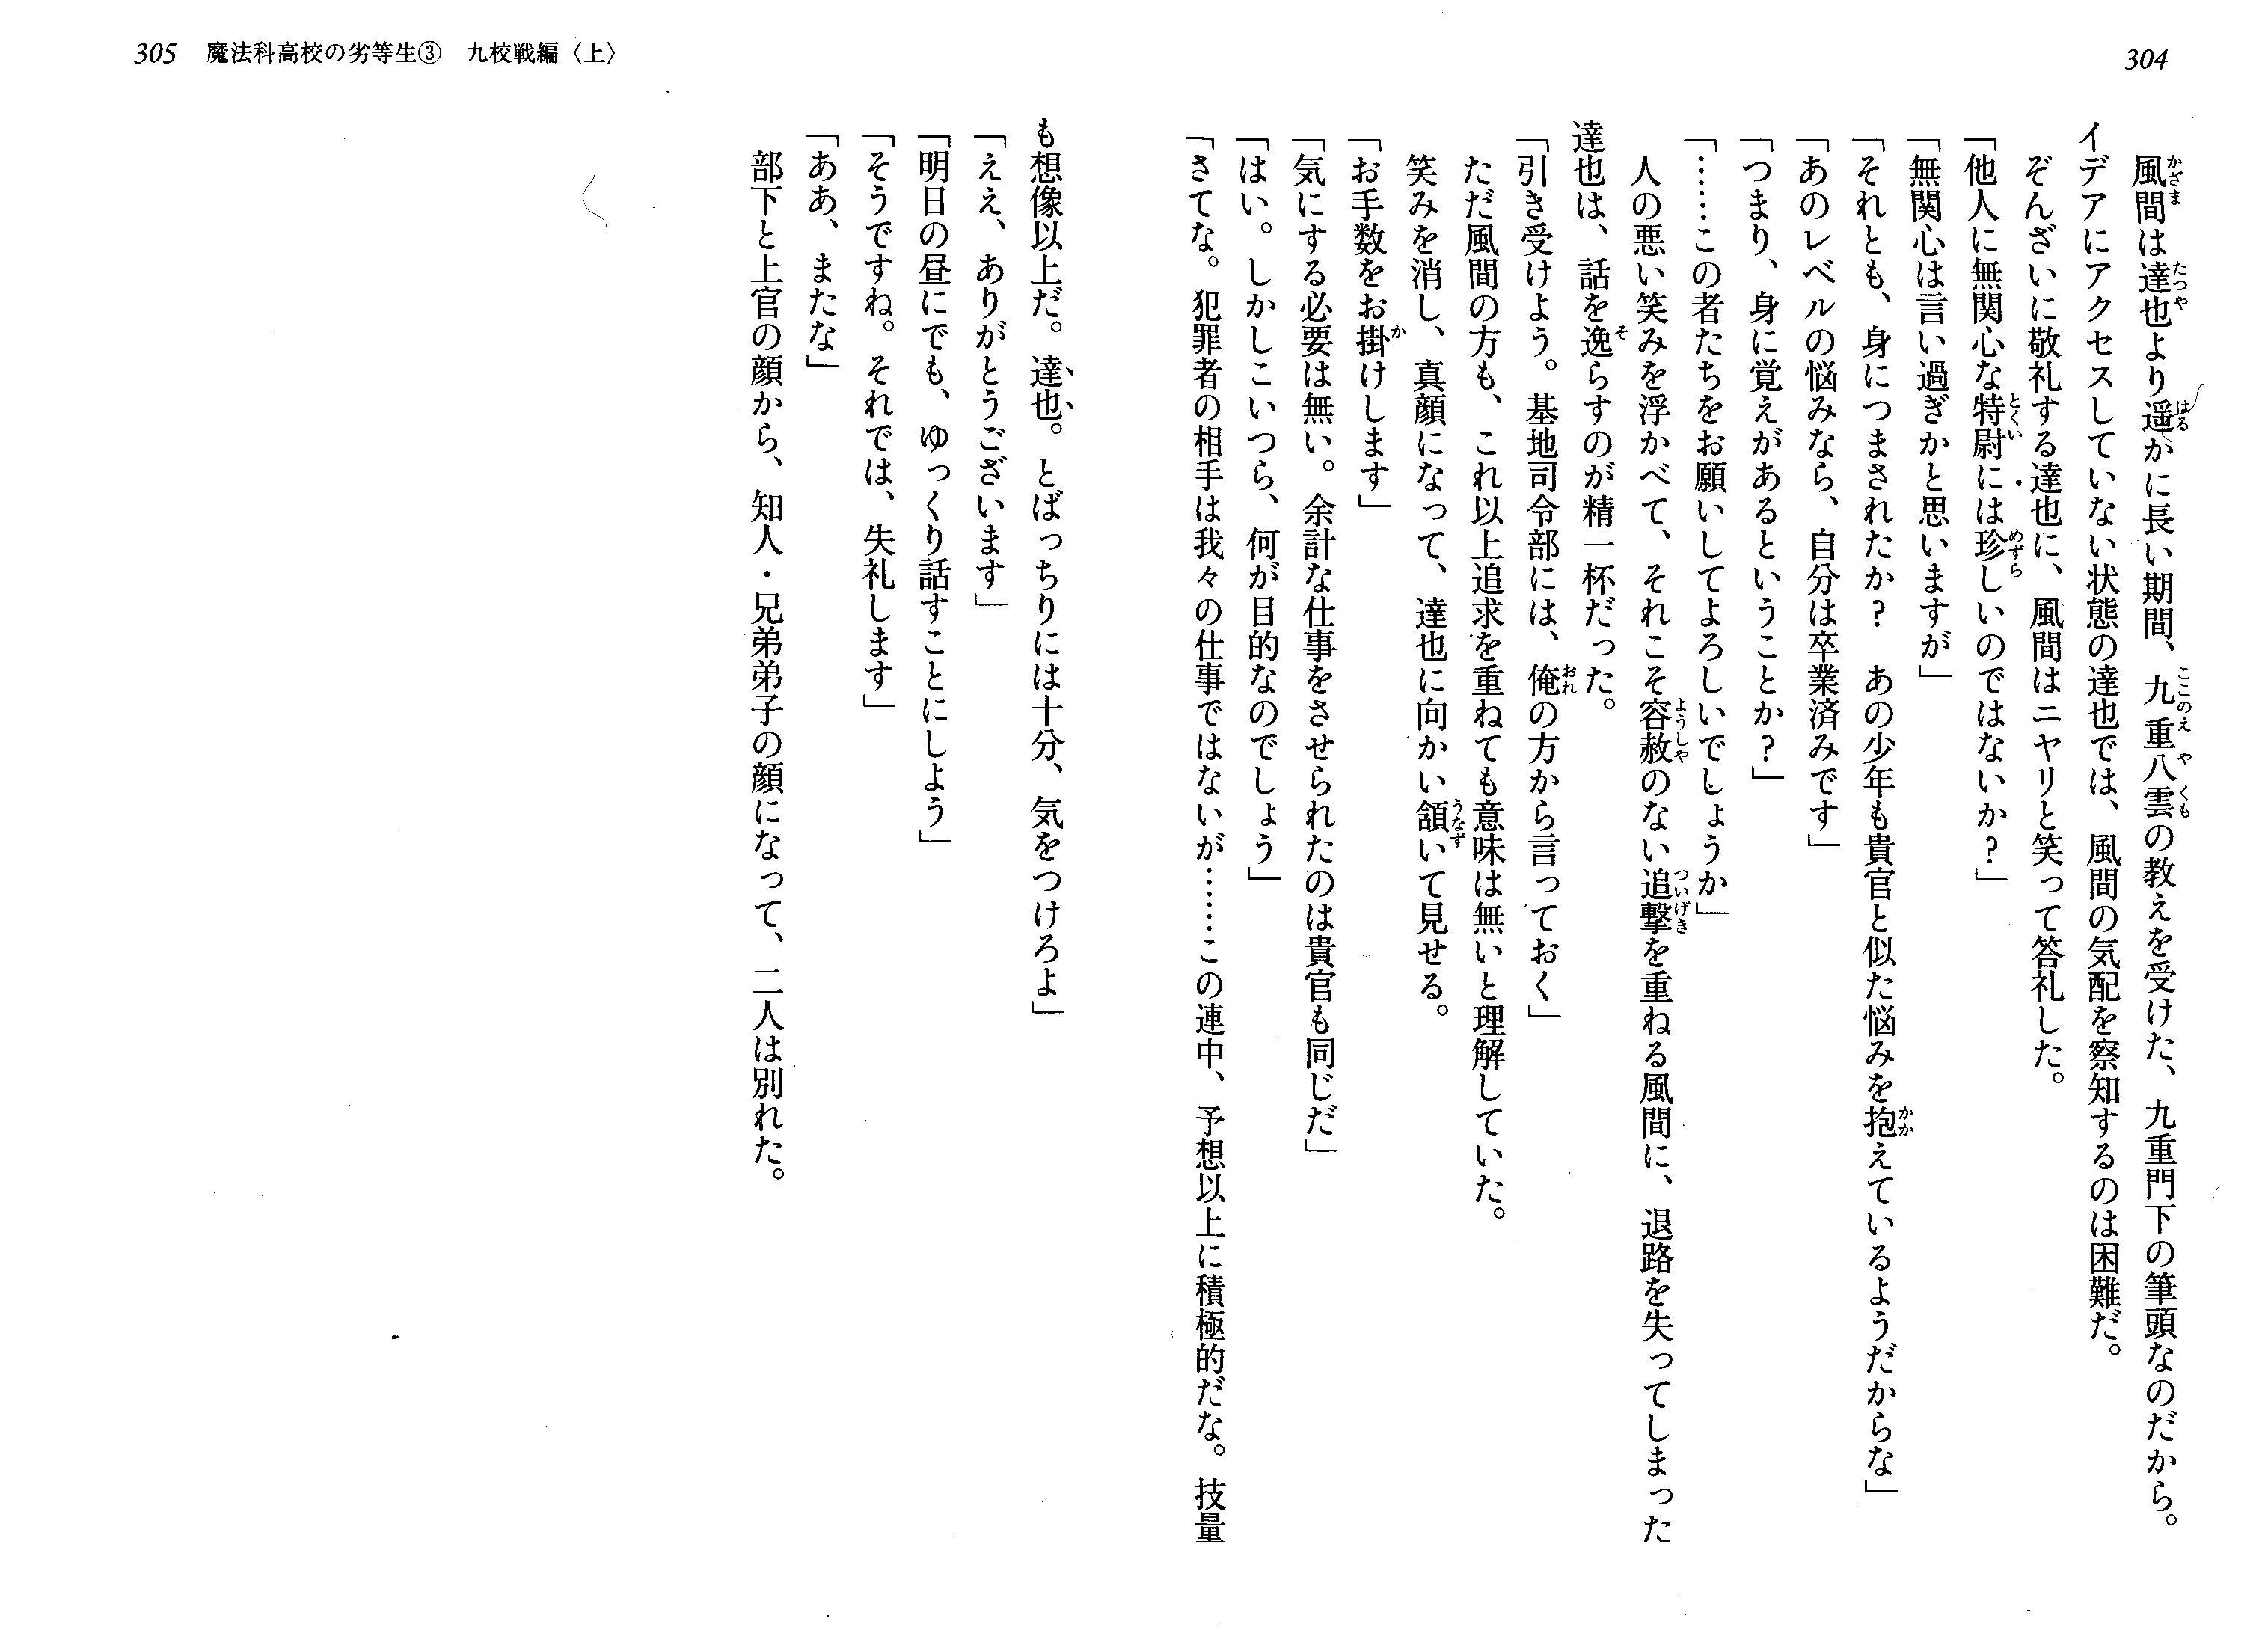 304
風間は達也より遥かに長い期間、九重八雲の教えを受けた、九重門下の筆頭なのだから。
イデアにアクセスしていない状態の達也では、風間の気配を察知するのは困難だ。
ぞんざいに敬礼する達也に、風間はニヤリと笑って答礼した。
「他人に無関心な特尉には珍しいのではないか?」
「無関心は言い過ぎかと思いますが」
「それとも、身につまされたか? あの少年も貴官と似た悩みを抱えているようだからな」
「あのレベルの悩みなら、自分は卒業済みです」
「つまり、身に覚えがあるということか?」
「……この者たちをお願いしてよろしいでしょうか」
人の悪い笑みを浮かべて、それこそ容赦のない追撃を重ねる風間に、退路を失ってしまった
達也は、話を逸らすのが精一杯だった。
「引き受けよう。基地司令部には、俺の方から言っておく」
ただ風間の方も、これ以上追求を重ねても意味は無いと理解していた。
笑みを消し、真顔になって、達也に向かい頷いて見せる。
「お手数をお掛けします」
「気にする必要は無い。余計な仕事をさせられたのは貴官も同じだ」
「はい。しかしこいつら、何が目的なのでしょう」
「さてな。犯罪者の相手は我々の仕事ではないが……この連中、予想以上に積極的だな。技量
305 魔法科高校の劣等生③ 九校戦編〈上〉
も想像以上だ。達也。とばっちりには十分、気をつけろよ」
「ええ、ありがとうございます」
「明日の昼にでも、ゆっくり話すことにしよう」
「そうですね。それでは、失礼します」
「ああ、またな」
部下と上官の顔から、知人・兄弟弟子の顔になって、二人は別れた。